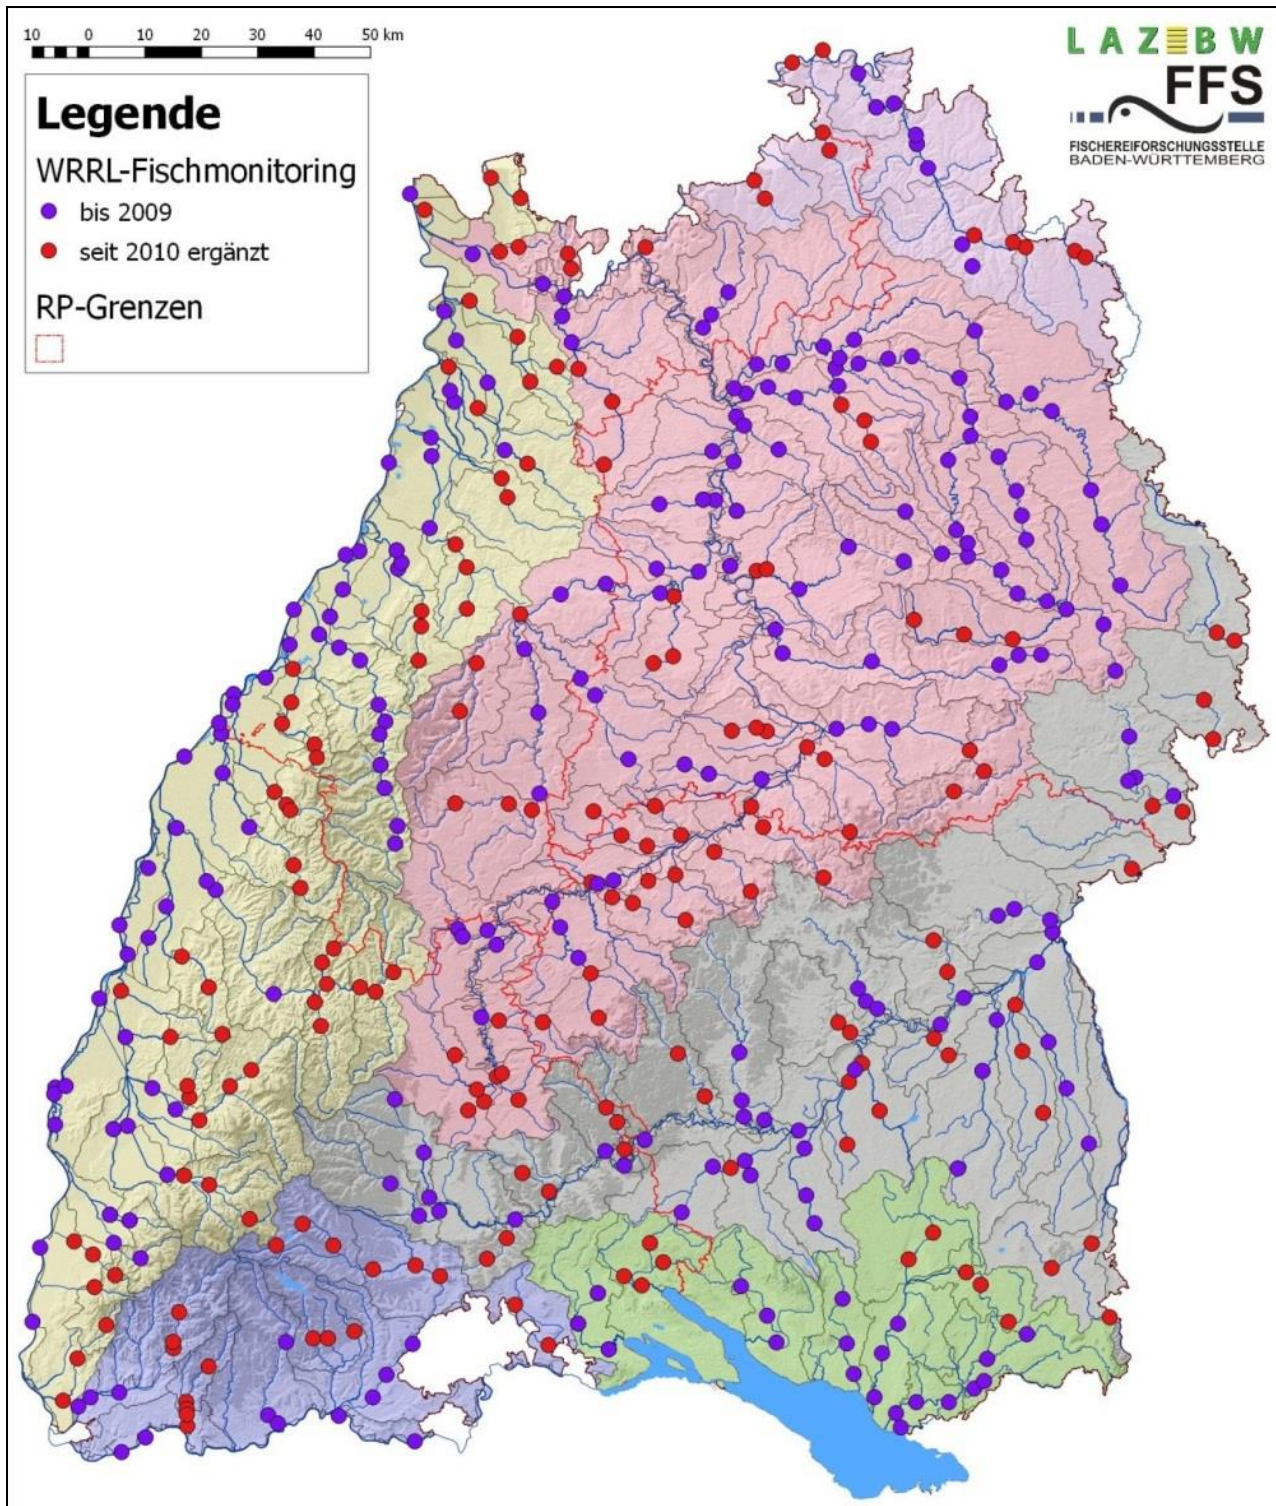 10 0 10 20 30 40 50 km
LAZBW
FFS
FISCHEREIFORSCHUNGSSTELLE
BADEN-WÜRTTEMBERG
Legende
WRRL-Fischmonitoring
bis 2009
seit 2010 ergänzt
RP-Grenzen